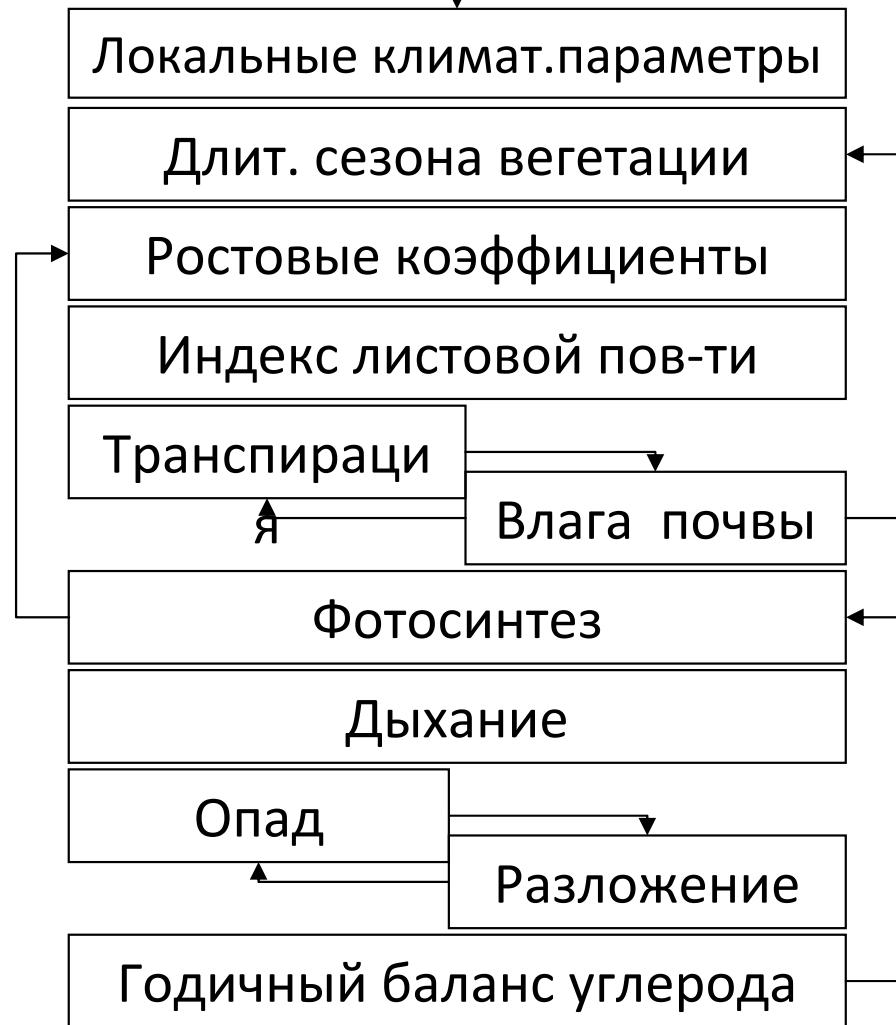 Локальные климат.параметры
Длит. сезона вегетации
Ростовые коэффициенты
Индекс листовой пов-ти
Транспираци
я
Влага почвы
Фотосинтез
Дыхание
Опад
Разложение
Годичный баланс углерода